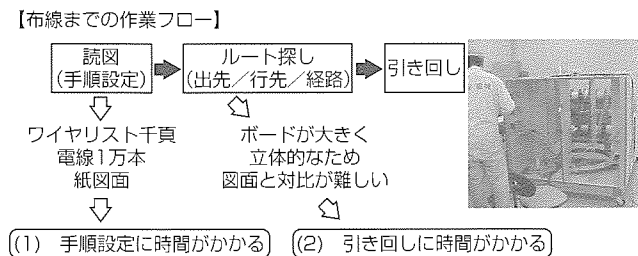 【布線までの作業フロー】
読図
(手順設定)
ルート探し
(出先/行先/経路)
引き回し
ワイヤリスト千頁
電線1万本
紙図面
ボードが大きく
立体的なため
図面と対比が難しい
(1) 手順設定に時間がかかる
(2) 引き回しに時間がかかる